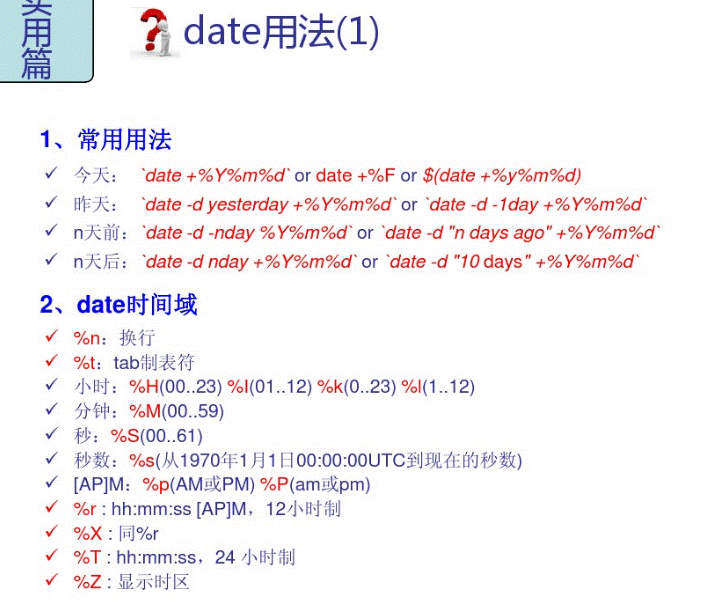 实
用
篇
date用法(1)
1、常用用法
✓ 今天： `date +%Y%m%d` or date +%F or $(date +%y%m%d)
✓ 昨天： `date -d yesterday +%Y%m%d` or `date -d -1day +%Y%m%d`
✓ n天前：`date -d -nday %Y%m%d` or `date -d "n days ago" +%Y%m%d`
✓ n天后：`date -d nday +%Y%m%d` or `date -d "10 days" +%Y%m%d`
2、date时间域
✓ %n：换行
✓ %t：tab制表符
✓ 小时：%H(00..23) %I(01..12) %k(0..23) %l(1..12)
✓ 分钟：%M(00..59)
✓ 秒：%S(00..61)
✓ 秒数：%s(从1970年1月1日00:00:00UTC到现在的秒数)
✓ [AP]M：%p(AM或PM) %P(am或pm)
✓ %r : hh:mm:ss [AP]M，12小时制
✓ %X : 同%r
✓ %T : hh:mm:ss，24 小时制
✓ %Z : 显示时区